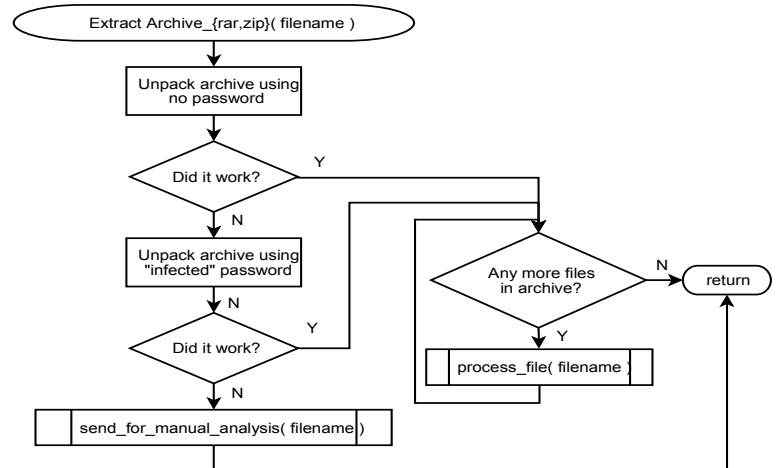 Extract Archive_{rar,zip}( filename )
Unpack archive using
no password
Did it work?
Y
N
Unpack archive using
"infected" password
N
Did it work?
Y
N
send_for_manual_analysis( filename )
Any more files
in archive?
N
return
Y
process_file( filename )